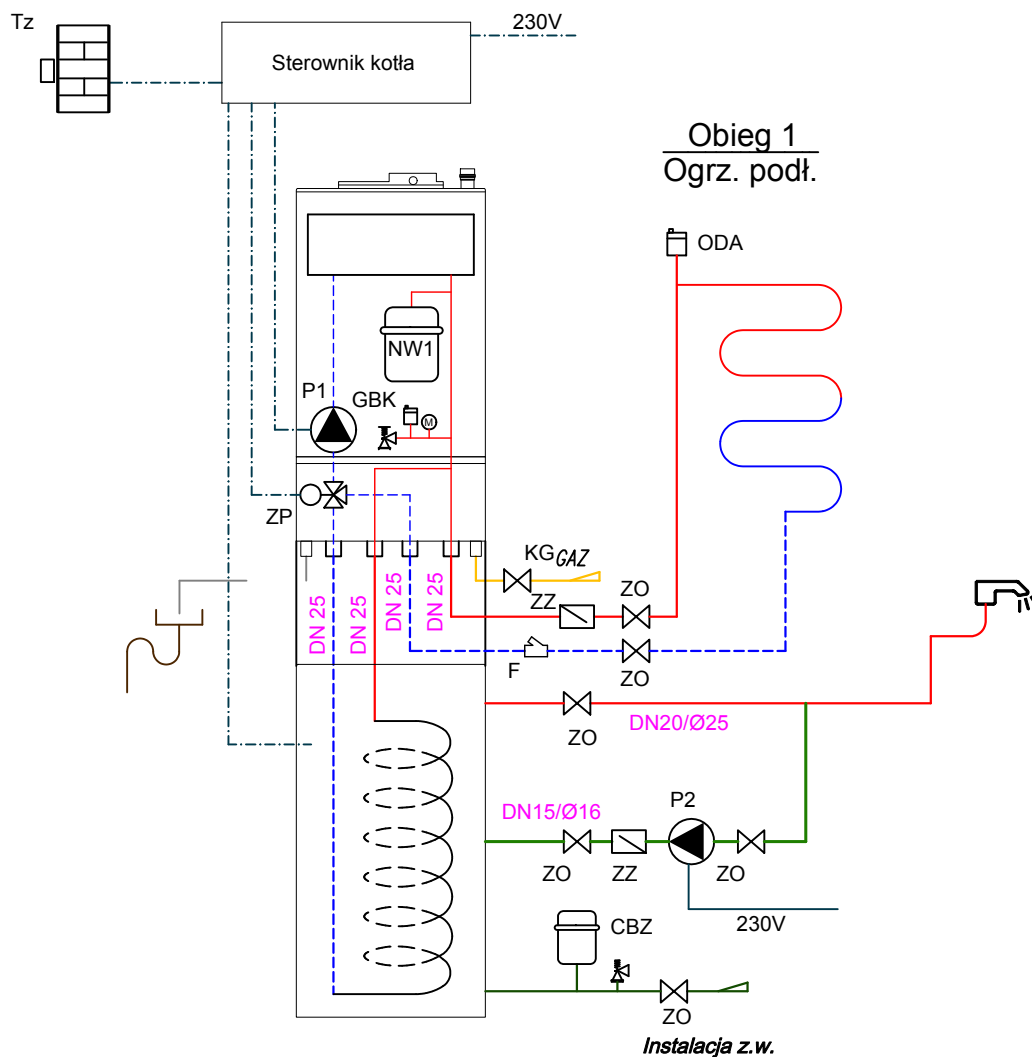 Tz
230V
Sterownik kotła
Obieg 1
Ogrz. podł.
ODA
NW1
P1
GBK
M
ZP
KG
GAZ
DN 25
DN 25
DN 25
DN 25
ZZ
ZO
F
ZO
ZO
DN20/Ø25
DN15/Ø16
P2
ZO
ZZ
ZO
230V
CBZ
ZO
Instalacja z.w.